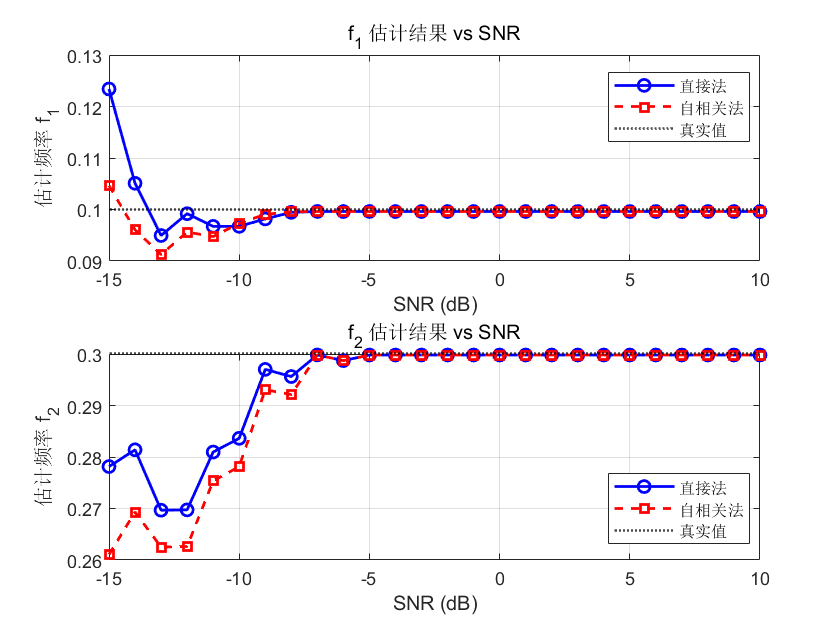 f₁ 估计结果 vs SNR
0.13
0.12
0.11
0.1
0.09
估计频率 f₁
直接法
自相关法
真实值
-15 -10 -5 0 5 10
SNR (dB)
f₂ 估计结果 vs SNR
0.3
0.29
0.28
0.27
0.26
估计频率 f₂
直接法
自相关法
真实值
-15 -10 -5 0 5 10
SNR (dB)